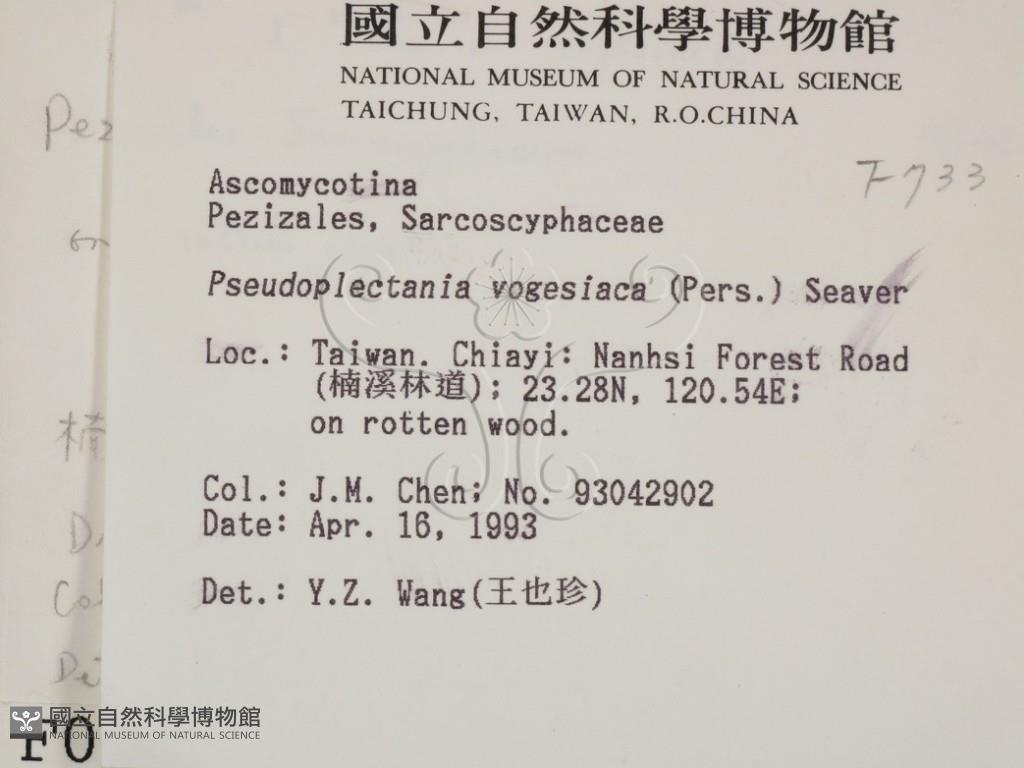 國立自然科學博物館
NATIONAL MUSEUM OF NATURAL SCIENCE
TAICHUNG, TAIWAN, R.O.CHINA
F733
Ascomycotina
Pezizales, Sarcoscyphaceae
Pseudoplectania vogesiaca (Pers.) Seaver
Loc.: Taiwan. Chiayi: Nanhsi Forest Road
(楠溪林道); 23.28N, 120.54E;
on rotten wood.
Col.: J.M. Chen; No. 93042902
Date: Apr. 16, 1993
Det.: Y.Z. Wang(王也珍)
Pez
楠
F0
國立自然科學博物館
NATIONAL MUSEUM OF NATURAL SCIENCE